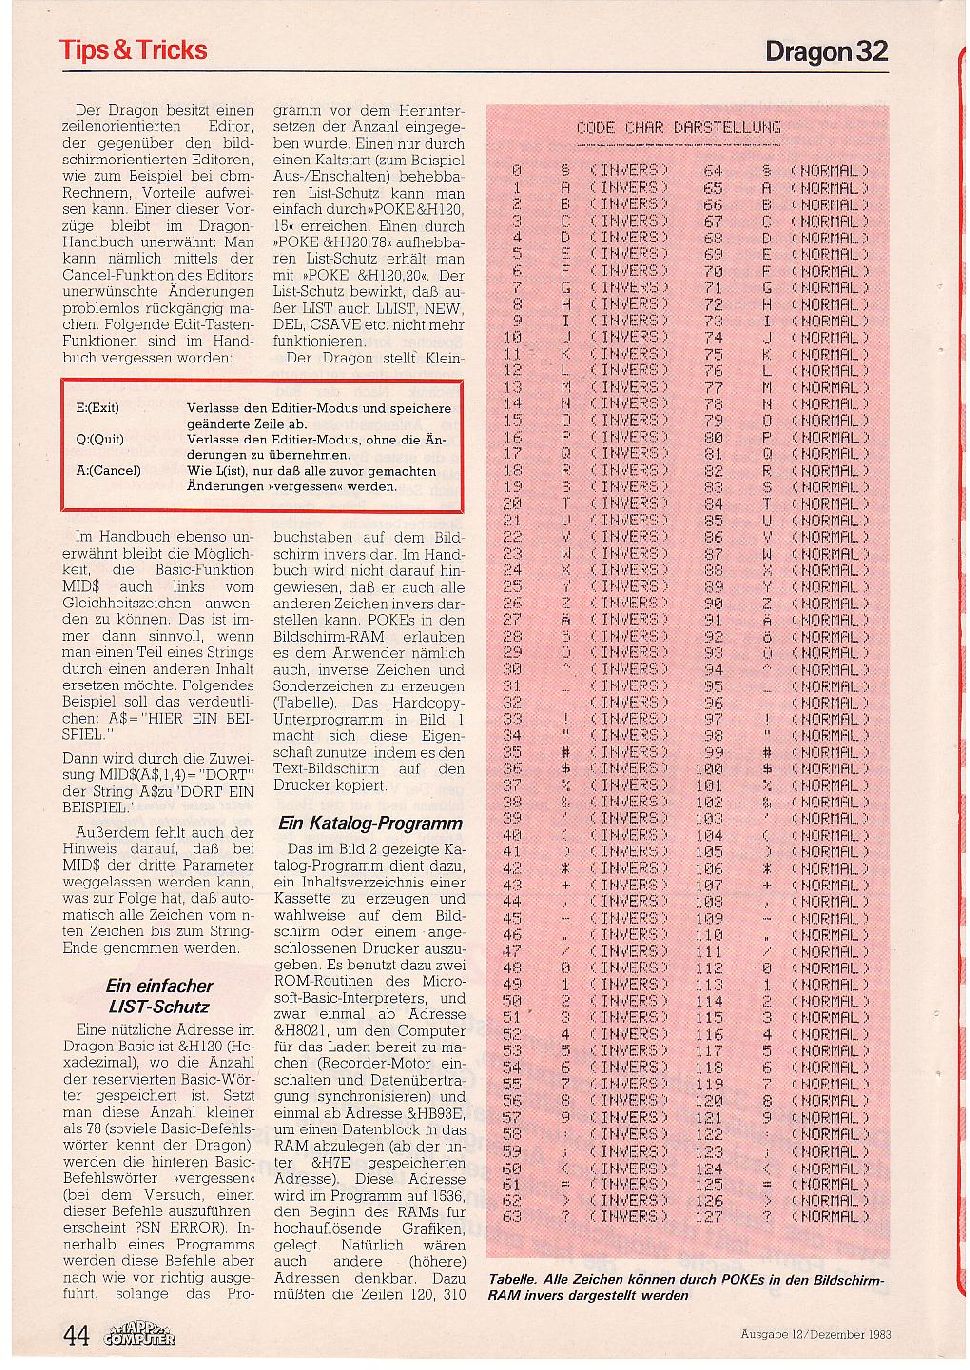 Tips & Tricks
Dragon 32
Der Dragon besitzt einen
zeilenorientierten Editor,
der gegenüber den bild-
schirmorientierten Editoren,
wie zum Beispiel bei cbm-
Rechnern, Vorteile aufwei-
sen kann. Einer dieser Vor-
züge bleibt im Dragon-
Handbuch unerwähnt: Man
kann nämlich mittels der
Cancel-Funktion des Editors
unerwünschte Änderungen
problemlos rückgängig ma-
chen. Folgende Edit-Tasten-
Funktionen sind im Hand-
buch vergessen worden:
gramm vor dem Herunter-
setzen der Anzahl eingege-
ben wurde. Einen nur durch
einen Kaltstart (zum Beispiel
Aus-/Einschalten) behebba-
ren List-Schutz kann man
einfach durch »POKE &H120,
15« erreichen. Einen durch
»POKE &H120,78« aufhebba-
ren List-Schutz erhält man
mit »POKE &H120,20«. Der
List-Schutz bewirkt, daß au-
ßer LIST auch LLIST, NEW,
DEL, CSAVE etc. nicht mehr
funktionieren.
Der Dragon stellt Klein-
E:(Exit) Verlasse den Editier-Modus und speichere
geänderte Zeile ab.
Q:(Quit) Verlasse den Editier-Modus, ohne die Än-
derungen zu übernehmen.
A:(Cancel) Wie L(ist), nur daß alle zuvor gemachten
Änderungen »vergessen« werden.
Im Handbuch ebenso un-
erwähnt bleibt die Möglich-
keit, die Basic-Funktion
MID$ auch links vom
Gleichheitszeichen anwen-
den zu können. Das ist im-
mer dann sinnvoll, wenn
man einen Teil eines Strings
durch einen anderen Inhalt
ersetzen möchte. Folgendes
Beispiel soll das verdeutli-
chen: A$="HIER EIN BEI-
SPIEL."
Dann wird durch die Zuwei-
sung MID$(A$,1,4)="DORT"
der String A$ zu "DORT EIN
BEISPIEL."
Außerdem fehlt auch der
Hinweis darauf, daß bei
MID$ der dritte Parameter
weggelassen werden kann,
was zur Folge hat, daß auto-
matisch alle Zeichen vom n-
ten Zeichen bis zum String-
Ende genommen werden.
Ein einfacher
LIST-Schutz
Eine nützliche Adresse im
Dragon Basic ist &H120 (He-
xadezimal), wo die Anzahl
der reservierten Basic-Wör-
ter gespeichert ist. Setzt
man diese Anzahl kleiner
als 78 (soviele Basic-Befehls-
wörter kennt der Dragon)
werden die hinteren Basic-
Befehlswörter »vergessen«
(bei dem Versuch, einen
dieser Befehle auszuführen
erscheint ?SN ERROR). In-
nerhalb eines Programms
werden diese Befehle aber
nach wie vor richtig ausge-
führt, solange das Pro-
buchstaben auf dem Bild-
schirm invers dar. Im Hand-
buch wird nicht darauf hin-
gewiesen, daß er auch alle
anderen Zeichen invers dar-
stellen kann. POKEs in den
Bildschirm-RAM erlauben
es dem Anwender nämlich
auch, inverse Zeichen und
Sonderzeichen zu erzeugen
(Tabelle). Das Hardcopy-
Unterprogramm in Bild 1
macht sich diese Eigen-
schaft zunutze indem es den
Text-Bildschirm auf den
Drucker kopiert.
Ein Katalog-Programm
Das im Bild 2 gezeigte Ka-
talog-Programm dient dazu,
ein Inhaltsverzeichnis einer
Kassette zu erzeugen und
wahlweise auf dem Bild-
schirm oder einem ange-
schlossenen Drucker auszu-
geben. Es benutzt dazu zwei
ROM-Routinen des Micro-
soft-Basic-Interpreters, und
zwar einmal ab Adresse
&H8021, um den Computer
für das Laden bereit zu ma-
chen (Recorder-Motor ein-
schalten und Datenübertra-
gung synchronisieren) und
einmal ab Adresse &HB93E,
um einen Datenblock in das
RAM abzulegen (ab der un-
ter &H7E gespeicherten
Adresse). Diese Adresse
wird im Programm auf 1536,
den Beginn des RAMs für
hochauflösende Grafiken,
gelegt. Natürlich wären
auch andere (höhere)
Adressen denkbar. Dazu
müßten die Zeilen 120, 310
CODE CHAR DARSTELLUNG
0 § (INVERS) 64 § (NORMAL)
1 A (INVERS) 65 A (NORMAL)
2 B (INVERS) 66 B (NORMAL)
3 C (INVERS) 67 C (NORMAL)
4 D (INVERS) 68 D (NORMAL)
5 E (INVERS) 69 E (NORMAL)
6 F (INVERS) 70 F (NORMAL)
7 G (INVERS) 71 G (NORMAL)
8 H (INVERS) 72 H (NORMAL)
9 I (INVERS) 73 I (NORMAL)
10 J (INVERS) 74 J (NORMAL)
11 K (INVERS) 75 K (NORMAL)
12 L (INVERS) 76 L (NORMAL)
13 M (INVERS) 77 M (NORMAL)
14 N (INVERS) 78 N (NORMAL)
15 O (INVERS) 79 O (NORMAL)
16 P (INVERS) 80 P (NORMAL)
17 Q (INVERS) 81 Q (NORMAL)
18 R (INVERS) 82 R (NORMAL)
19 S (INVERS) 83 S (NORMAL)
20 T (INVERS) 84 T (NORMAL)
21 U (INVERS) 85 U (NORMAL)
22 V (INVERS) 86 V (NORMAL)
23 W (INVERS) 87 W (NORMAL)
24 X (INVERS) 88 X (NORMAL)
25 Y (INVERS) 89 Y (NORMAL)
26 Z (INVERS) 90 Z (NORMAL)
27 Ä (INVERS) 91 Ä (NORMAL)
28 Ö (INVERS) 92 Ö (NORMAL)
29 Ü (INVERS) 93 Ü (NORMAL)
30 ^ (INVERS) 94 ^ (NORMAL)
31 _ (INVERS) 95 _ (NORMAL)
32 (INVERS) 96 (NORMAL)
33 ! (INVERS) 97 ! (NORMAL)
34 " (INVERS) 98 " (NORMAL)
35 # (INVERS) 99 # (NORMAL)
36 $ (INVERS) 100 $ (NORMAL)
37 % (INVERS) 101 % (NORMAL)
38 & (INVERS) 102 & (NORMAL)
39 ' (INVERS) 103 ' (NORMAL)
40 ( (INVERS) 104 ( (NORMAL)
41 ) (INVERS) 105 ) (NORMAL)
42 * (INVERS) 106 * (NORMAL)
43 + (INVERS) 107 + (NORMAL)
44 , (INVERS) 108 , (NORMAL)
45 - (INVERS) 109 - (NORMAL)
46 . (INVERS) 110 . (NORMAL)
47 / (INVERS) 111 / (NORMAL)
48 0 (INVERS) 112 0 (NORMAL)
49 1 (INVERS) 113 1 (NORMAL)
50 2 (INVERS) 114 2 (NORMAL)
51 3 (INVERS) 115 3 (NORMAL)
52 4 (INVERS) 116 4 (NORMAL)
53 5 (INVERS) 117 5 (NORMAL)
54 6 (INVERS) 118 6 (NORMAL)
55 7 (INVERS) 119 7 (NORMAL)
56 8 (INVERS) 120 8 (NORMAL)
57 9 (INVERS) 121 9 (NORMAL)
58 : (INVERS) 122 : (NORMAL)
59 ; (INVERS) 123 ; (NORMAL)
60 < (INVERS) 124 < (NORMAL)
61 = (INVERS) 125 = (NORMAL)
62 > (INVERS) 126 > (NORMAL)
63 ? (INVERS) 127 ? (NORMAL)
Tabelle. Alle Zeichen können durch POKEs in den Bildschirm-
RAM invers dargestellt werden
44 HAPPY COMPUTER
Ausgabe 12/Dezember 1983